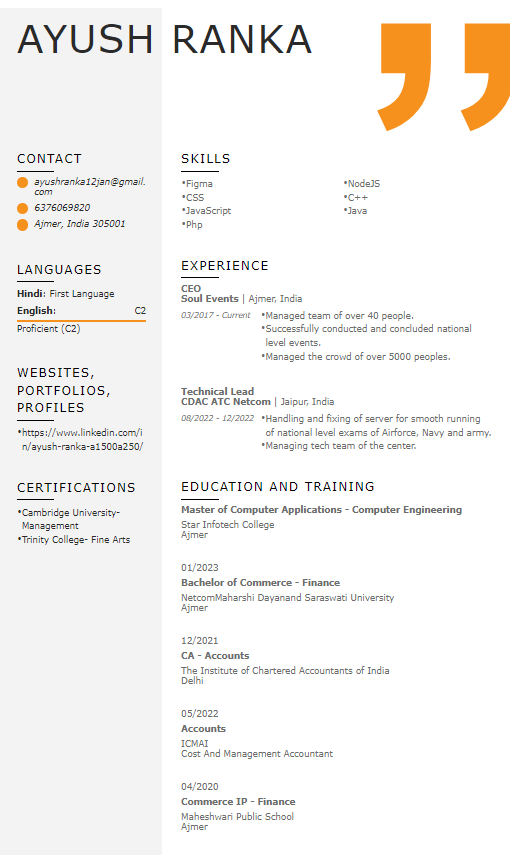 AYUSH RANKA
CONTACT
ayushranka12jan@gmail.
com
6376069820
Ajmer, India 305001
LANGUAGES
Hindi: First Language
English: C2
Proficient (C2)
WEBSITES,
PORTFOLIOS,
PROFILES
•https://www.linkedin.com/i
n/ayush-ranka-a1500a250/
CERTIFICATIONS
•Cambridge University-
Management
•Trinity College- Fine Arts
SKILLS
•Figma
•CSS
•JavaScript
•Php
•NodeJS
•C++
•Java
EXPERIENCE
CEO
Soul Events | Ajmer, India
03/2017 - Current •Managed team of over 40 people.
•Successfully conducted and concluded national
level events.
•Managed the crowd of over 5000 peoples.
Technical Lead
CDAC ATC Netcom | Jaipur, India
08/2022 - 12/2022 •Handling and fixing of server for smooth running
of national level exams of Airforce, Navy and army.
•Managing tech team of the center.
EDUCATION AND TRAINING
Master of Computer Applications - Computer Engineering
Star Infotech College
Ajmer
01/2023
Bachelor of Commerce - Finance
NetcomMaharshi Dayanand Saraswati University
Ajmer
12/2021
CA - Accounts
The Institute of Chartered Accountants of India
Delhi
05/2022
Accounts
ICMAI
Cost And Management Accountant
04/2020
Commerce IP - Finance
Maheshwari Public School
Ajmer